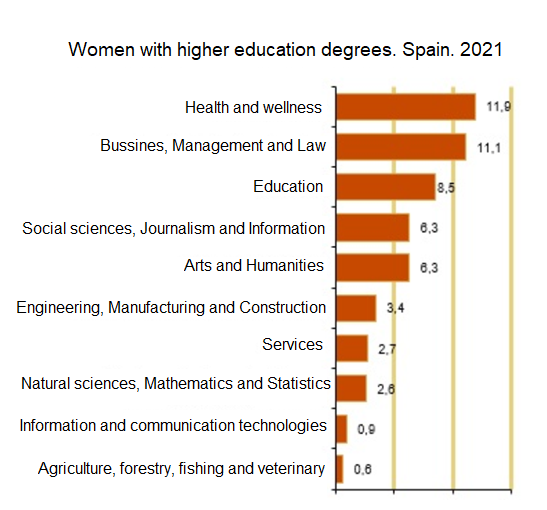 Women with higher education degrees. Spain. 2021
Health and wellness 11,9
Bussines, Management and Law 11,1
Education 8,5
Social sciences, Journalism and Information 6,3
Arts and Humanities 6,3
Engineering, Manufacturing and Construction 3,4
Services 2,7
Natural sciences, Mathematics and Statistics 2,6
Information and communication technologies 0,9
Agriculture, forestry, fishing and veterinary 0,6